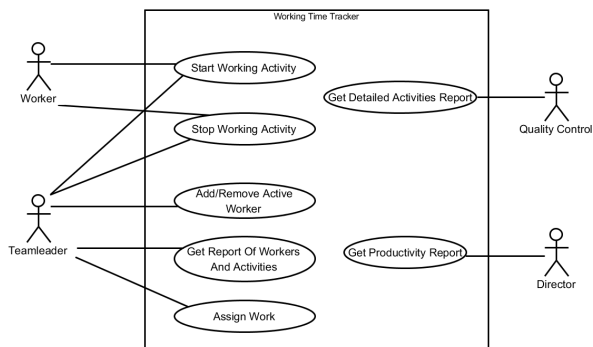 Working Time Tracker
Start Working Activity
Worker
Get Detailed Activities Report
Quality Control
Stop Working Activity
Add/Remove Active
Worker
Teamleader
Get Report Of Workers
And Activities
Get Productivity Report
Director
Assign Work